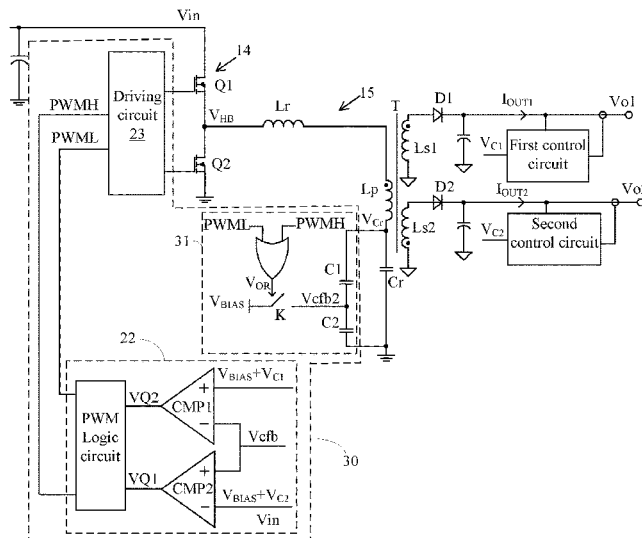 Vin
14
PWMH
Driving circuit 23
Q1
15
PWML
VHB
Lr
T
D1
IOUT1
Vo1
VC1
First control circuit
Ls1
Q2
Lp
D2
IOUT2
Vo
VC2
Second control circuit
Ls2
VCr
31
PWML
PWMH
VOR
C1
Cr
VBIAS
K
Vcfb2
C2
22
VBIAS+VC1
VQ2
CMP1
+
−
PWM Logic circuit
Vcfb
30
VQ1
CMP2
+
−
VBIAS+VC2
Vin